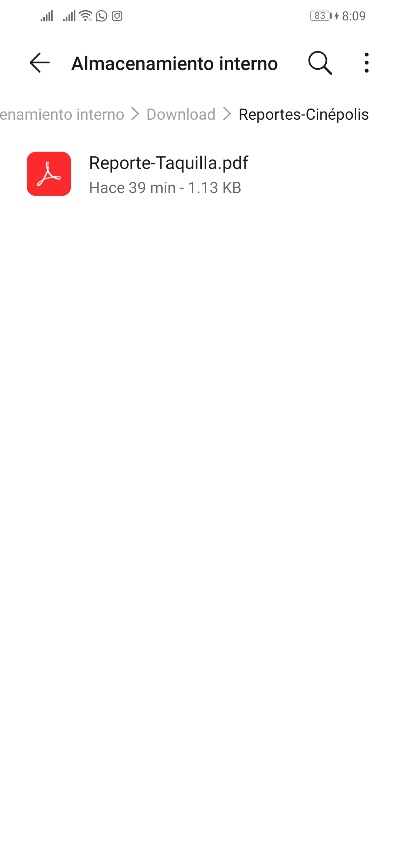 83 8:09
Almacenamiento interno
enamiento interno > Download > Reportes-Cinépolis
Reporte-Taquilla.pdf
Hace 39 min - 1.13 KB